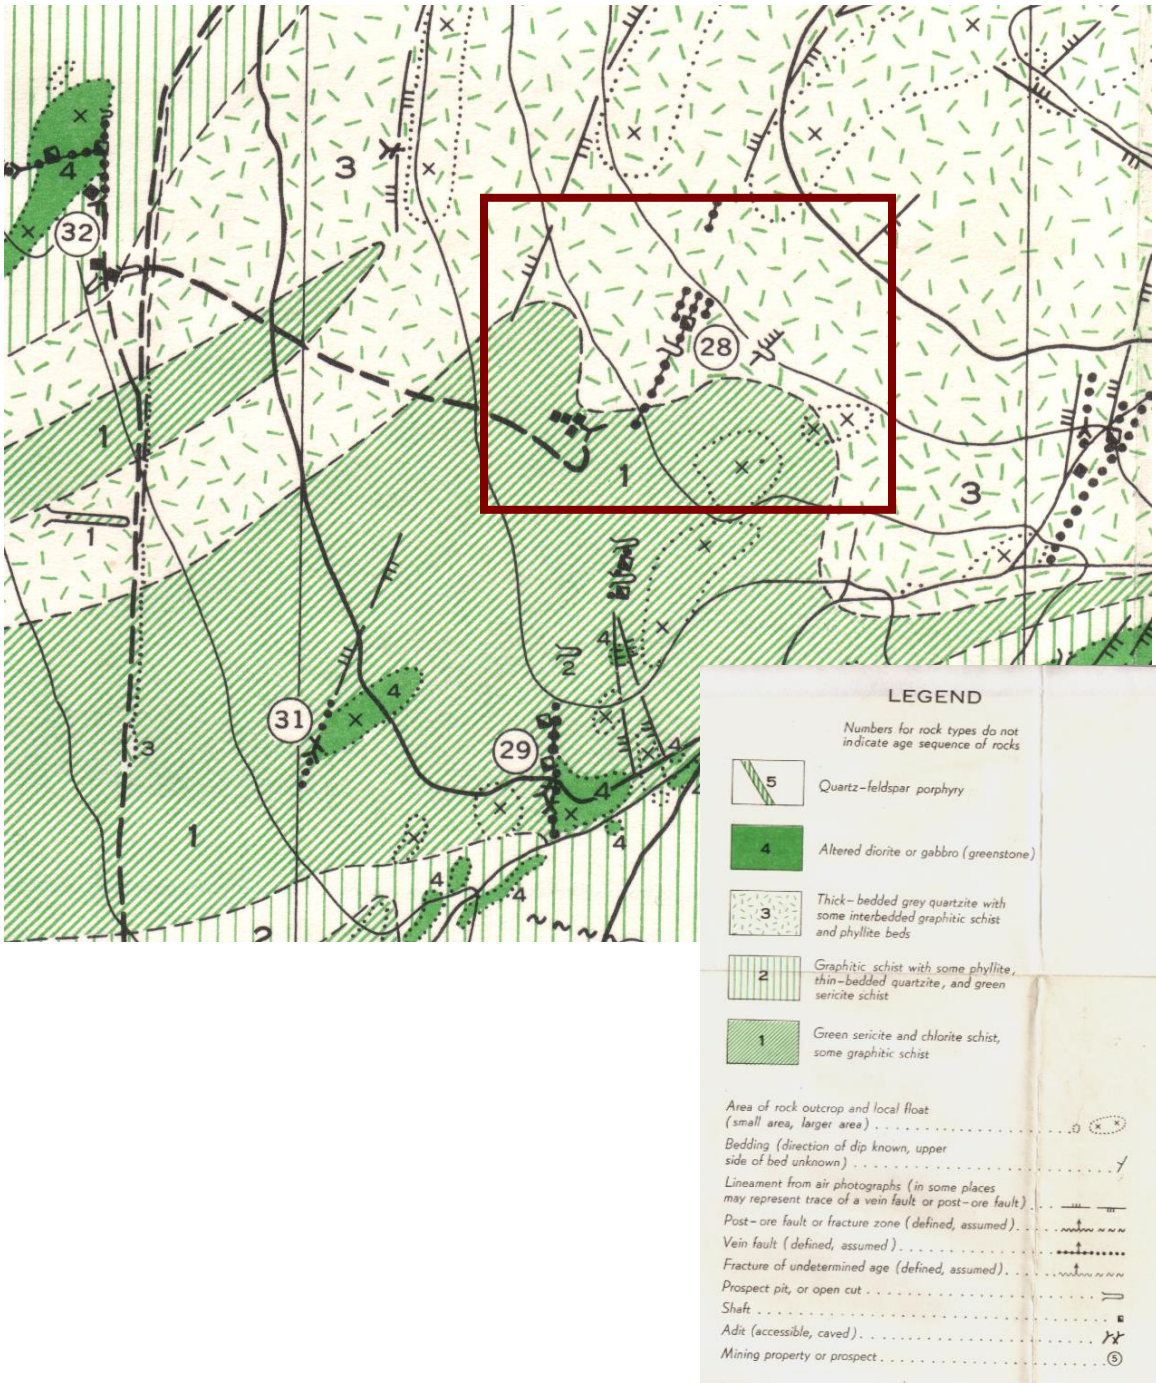 3
4
32
28
1
1
3
1
4
2
31
4
29
3
4
4
1
4
4
4
2
LEGEND
Numbers for rock types do not
indicate age sequence of rocks
5
Quartz-feldspar porphyry
4
Altered diorite or gabbro (greenstone)
3
Thick-bedded grey quartzite with
some interbedded graphitic schist
and phyllite beds
2
Graphitic schist with some phyllite,
thin-bedded quartzite, and green
sericite schist
1
Green sericite and chlorite schist,
some graphitic schist
Area of rock outcrop and local float
(small area, larger area)
Bedding (direction of dip known, upper
side of bed unknown)
Lineament from air photographs (in some places
may represent trace of a vein fault or post-ore fault)
Post-ore fault or fracture zone (defined, assumed)
Vein fault (defined, assumed)
Fracture of undetermined age (defined, assumed)
Prospect pit, or open cut
Shaft
Adit (accessible, caved)
Mining property or prospect
5